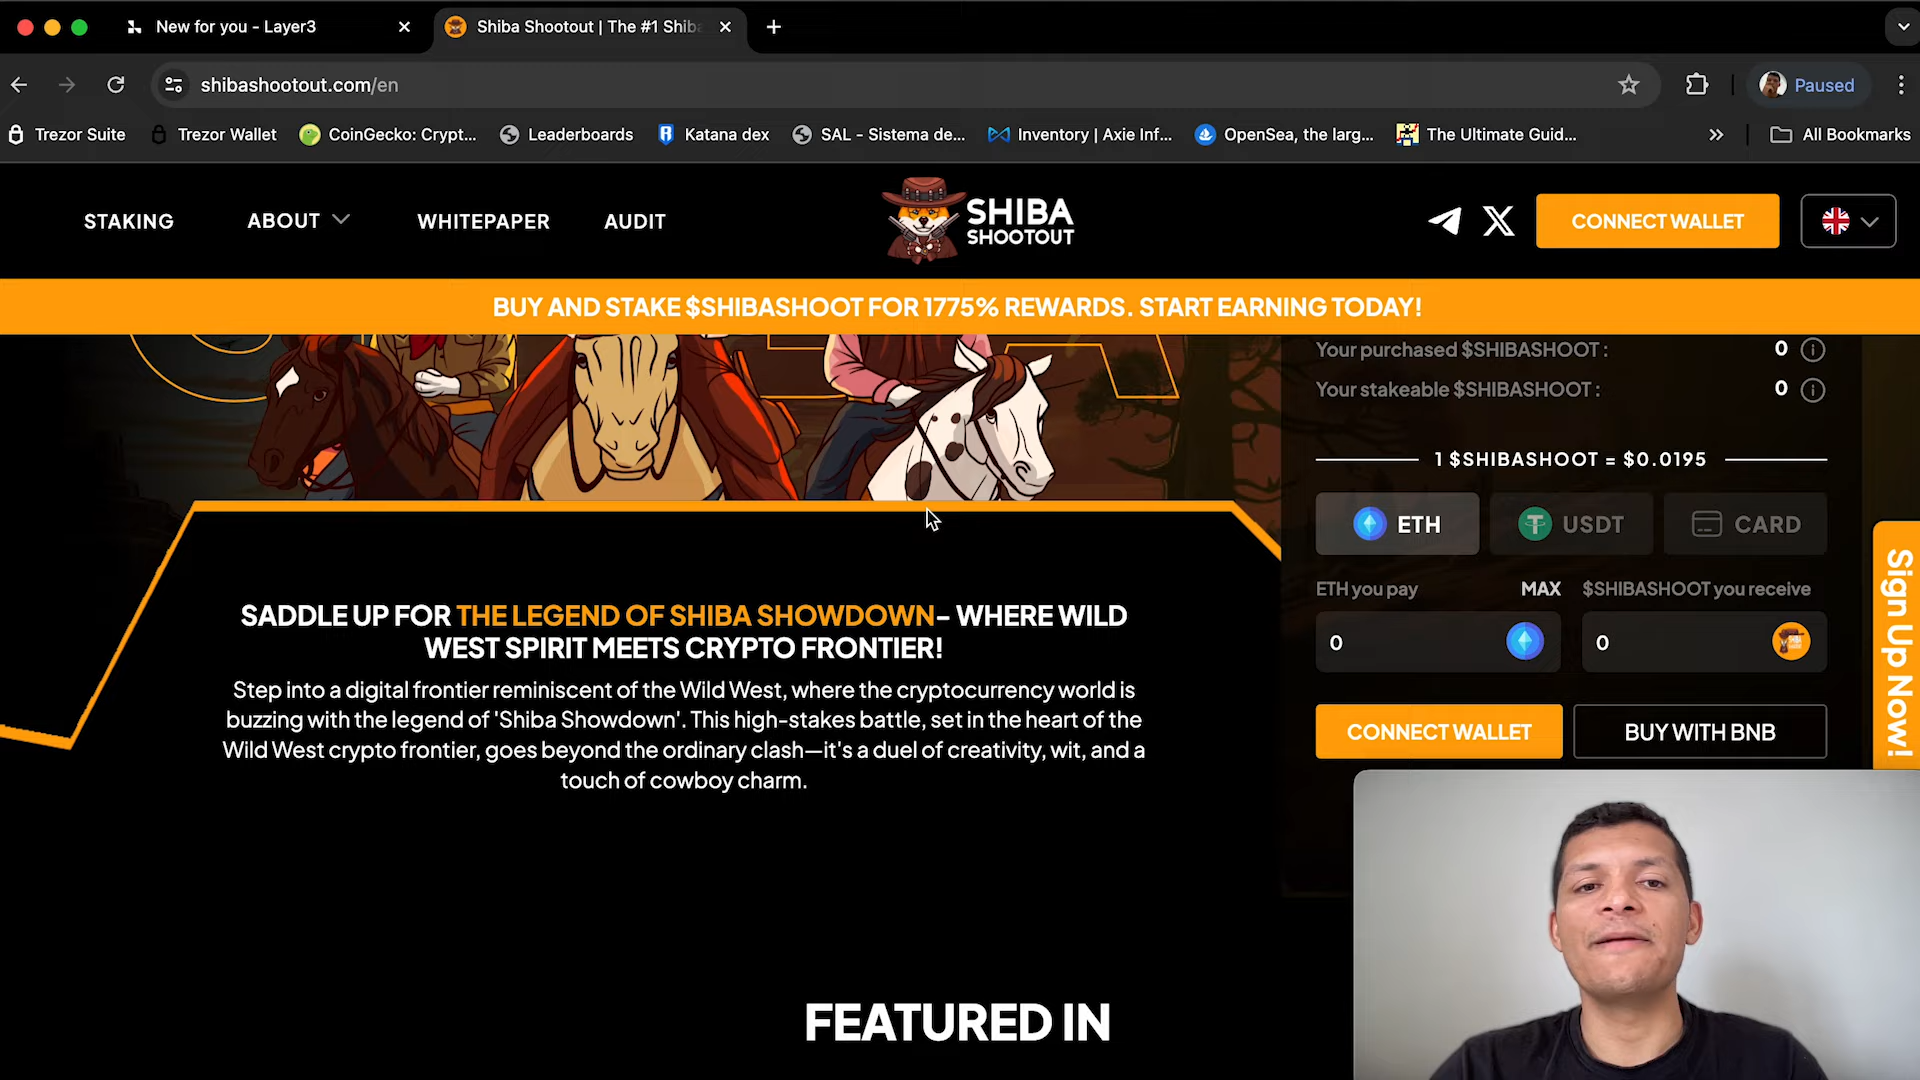 New for you - Layer3
Shiba Shootout | The #1 Shib
shibashootout.com/en
Paused
Trezor Suite
Trezor Wallet
CoinGecko: Crypt...
Leaderboards
Katana dex
SAL - Sistema de...
Inventory | Axie Inf...
OpenSea, the larg...
The Ultimate Guid...
All Bookmarks
STAKING
ABOUT
WHITEPAPER
AUDIT
SHIBA
SHOOTOUT
CONNECT WALLET
BUY AND STAKE $SHIBASHOOT FOR 1775% REWARDS. START EARNING TODAY!
Your purchased $SHIBASHOOT : 0
Your stakeable $SHIBASHOOT : 0
1 $SHIBASHOOT = $0.0195
ETH
USDT
CARD
ETH you pay MAX
$SHIBASHOOT you receive
0
0
CONNECT WALLET
BUY WITH BNB
Sign Up Now!
SADDLE UP FOR THE LEGEND OF SHIBA SHOWDOWN– WHERE WILD
WEST SPIRIT MEETS CRYPTO FRONTIER!
Step into a digital frontier reminiscent of the Wild West, where the cryptocurrency world is
buzzing with the legend of 'Shiba Showdown'. This high-stakes battle, set in the heart of the
Wild West crypto frontier, goes beyond the ordinary clash—it's a duel of creativity, wit, and a
touch of cowboy charm.
FEATURED IN